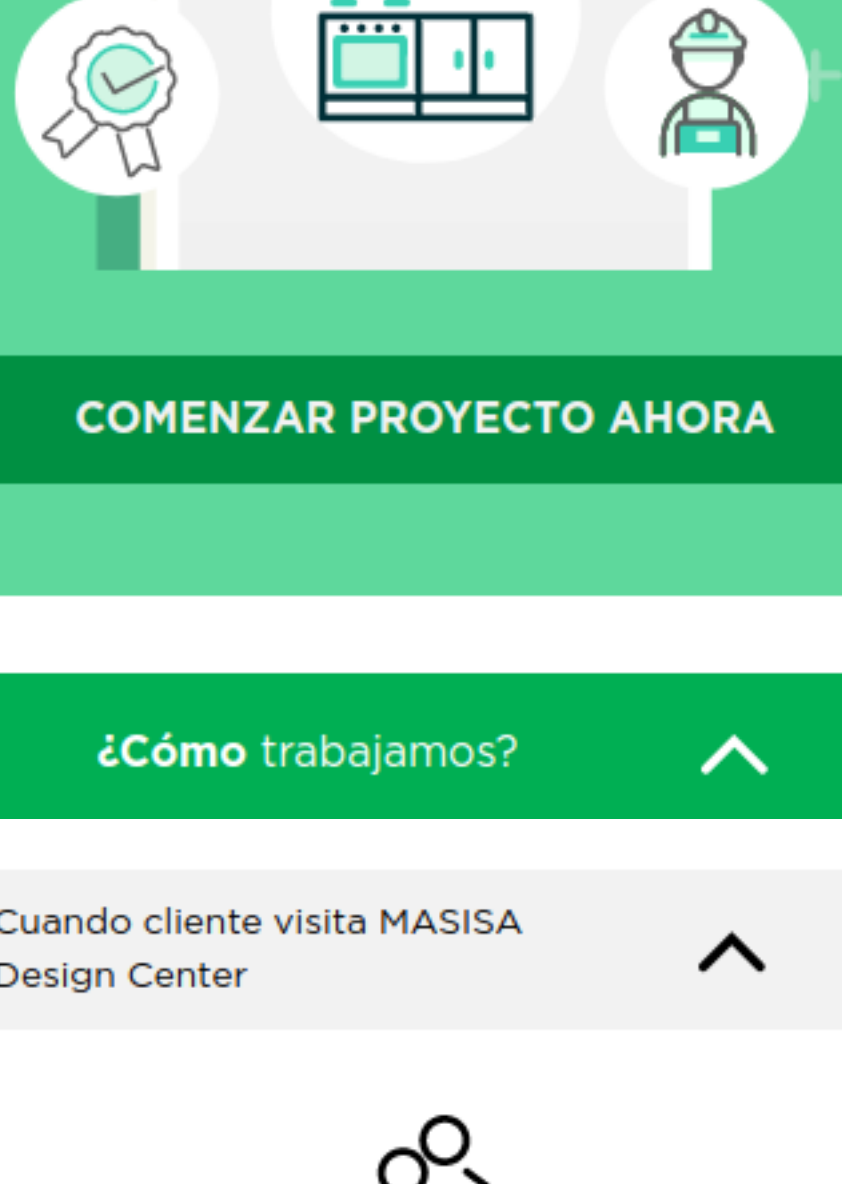 COMENZAR PROYECTO AHORA
¿Cómo trabajamos?
Cuando cliente visita MASISA
Design Center